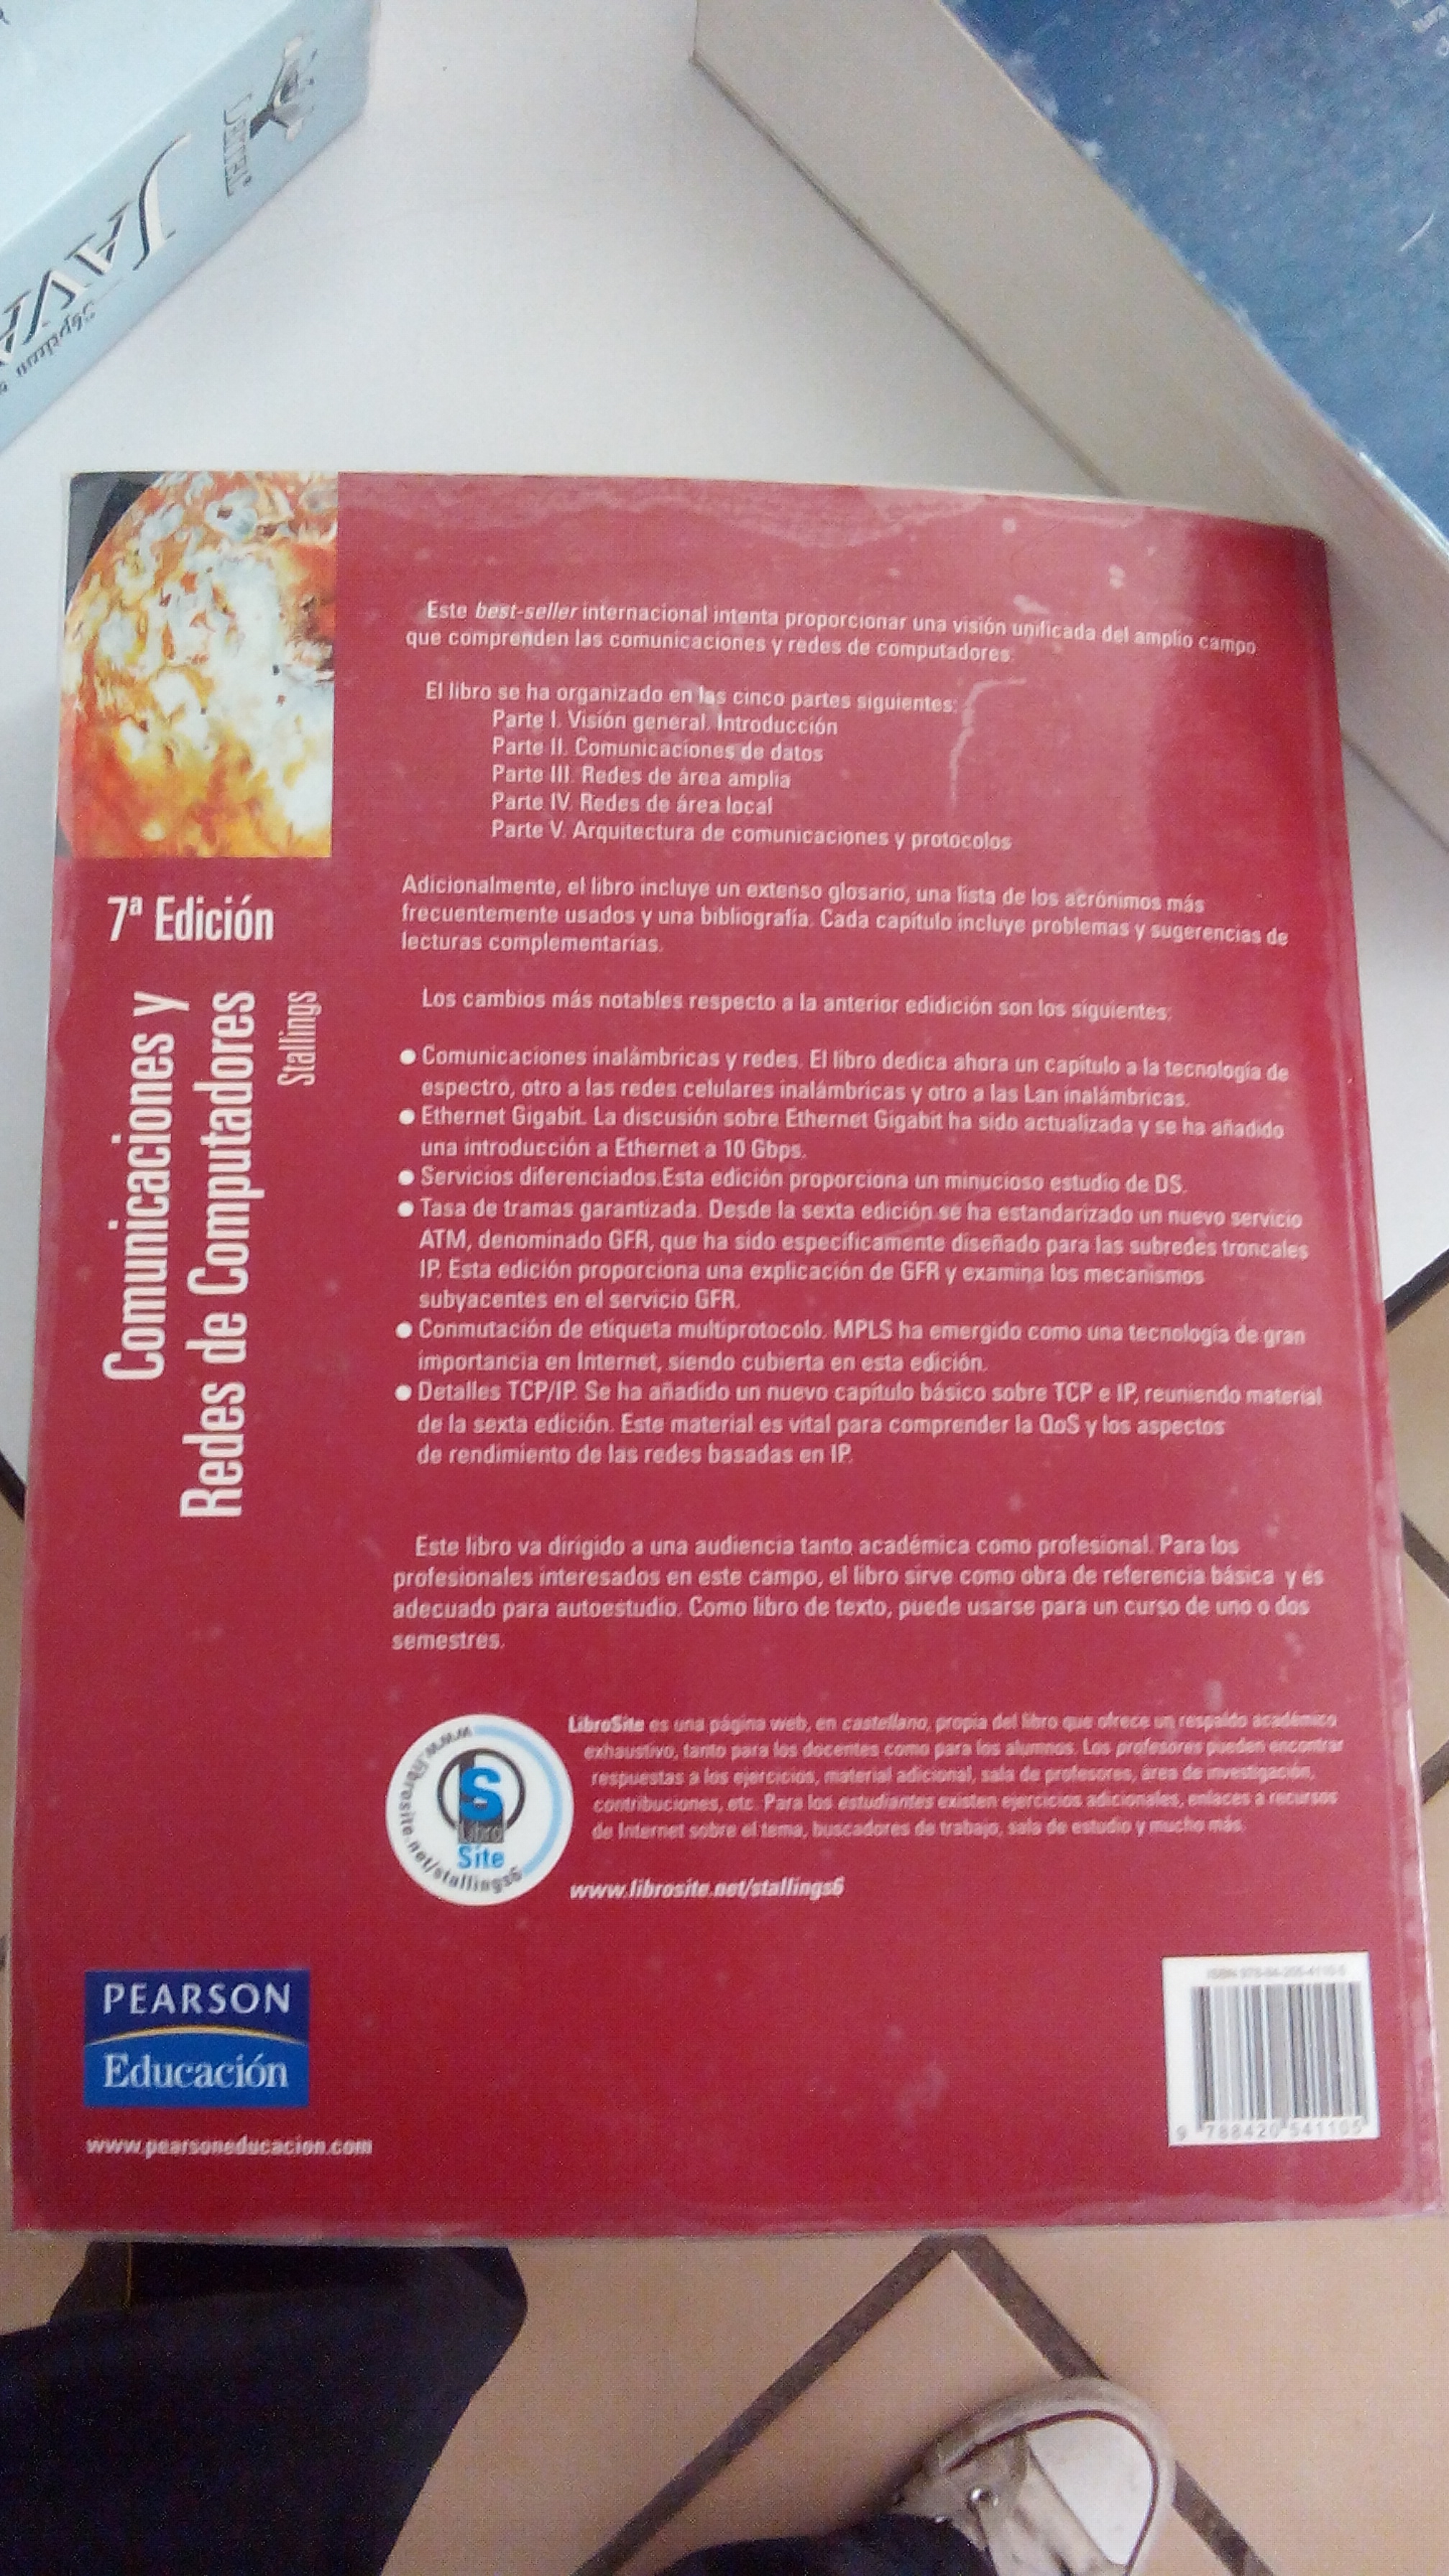 DEITEL
JAVA
Séptima
7ª Edición
Comunicaciones y
Redes de Computadores
Stallings
Este best-seller internacional intenta proporcionar una visión unificada del amplio campo
que comprenden las comunicaciones y redes de computadores.
El libro se ha organizado en las cinco partes siguientes:
Parte I. Visión general. Introducción
Parte II. Comunicaciones de datos
Parte III. Redes de área amplia
Parte IV. Redes de área local
Parte V. Arquitectura de comunicaciones y protocolos
Adicionalmente, el libro incluye un extenso glosario, una lista de los acrónimos más
frecuentemente usados y una bibliografía. Cada capítulo incluye problemas y sugerencias de
lecturas complementarias.
Los cambios más notables respecto a la anterior edidición son los siguientes:
● Comunicaciones inalámbricas y redes. El libro dedica ahora un capítulo a la tecnología de
espectro, otro a las redes celulares inalámbricas y otro a las Lan inalámbricas.
● Ethernet Gigabit. La discusión sobre Ethernet Gigabit ha sido actualizada y se ha añadido
una introducción a Ethernet a 10 Gbps.
● Servicios diferenciados.Esta edición proporciona un minucioso estudio de DS.
● Tasa de tramas garantizada. Desde la sexta edición se ha estandarizado un nuevo servicio
ATM, denominado GFR, que ha sido específicamente diseñado para las subredes troncales
IP. Esta edición proporciona una explicación de GFR y examina los mecanismos
subyacentes en el servicio GFR.
● Conmutación de etiqueta multiprotocolo. MPLS ha emergido como una tecnología de gran
importancia en Internet, siendo cubierta en esta edición.
● Detalles TCP/IP. Se ha añadido un nuevo capítulo básico sobre TCP e IP, reuniendo material
de la sexta edición. Este material es vital para comprender la QoS y los aspectos
de rendimiento de las redes basadas en IP.
Este libro va dirigido a una audiencia tanto académica como profesional. Para los
profesionales interesados en este campo, el libro sirve como obra de referencia básica y es
adecuado para autoestudio. Como libro de texto, puede usarse para un curso de uno o dos
semestres.
www.librosite.net/stallings6
S
Libro
Site
LibroSite es una página web, en castellano, propia del libro que ofrece un respaldo académico
exhaustivo, tanto para los docentes como para los alumnos. Los profesores pueden encontrar
respuestas a los ejercicios, material adicional, sala de profesores, área de investigación,
contribuciones, etc. Para los estudiantes existen ejercicios adicionales, enlaces a recursos
de Internet sobre el tema, buscadores de trabajo, sala de estudio y mucho más.
www.librosite.net/stallings6
PEARSON
Educación
www.pearsoneducacion.com
ISBN 978-84-205-4110-5
9 788420 541105